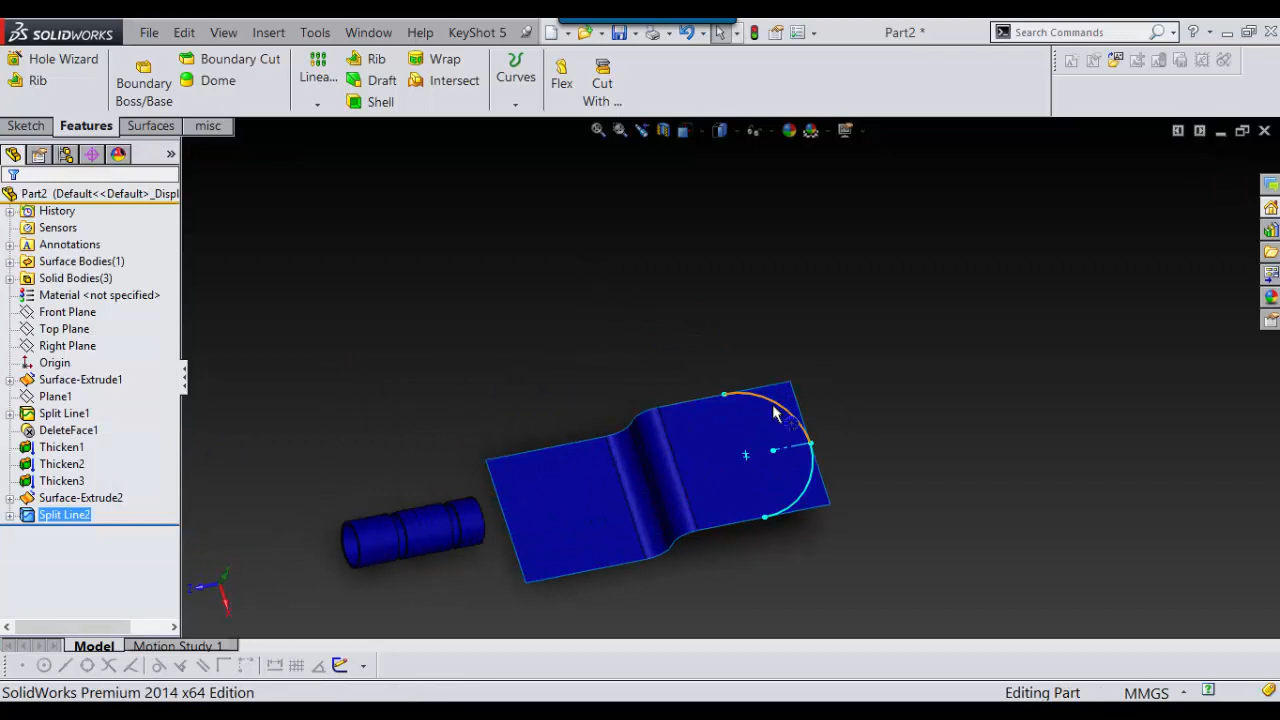 SOLIDWORKS File Edit View Insert Tools Window Help KeyShot 5 Part2 * Search Commands
Hole Wizard
Rib
Boundary Boss/Base
Boundary Cut
Dome
Linea...
Rib
Draft
Shell
Wrap
Intersect
Curves
Flex
Cut With ...
Sketch Features Surfaces misc
Part2 (Default<<Default>_Displ
History
Sensors
Annotations
Surface Bodies(1)
Solid Bodies(3)
Material <not specified>
Front Plane
Top Plane
Right Plane
Origin
Surface-Extrude1
Plane1
Split Line1
DeleteFace1
Thicken1
Thicken2
Thicken3
Surface-Extrude2
Split Line2
Model Motion Study 1
SolidWorks Premium 2014 x64 Edition Editing Part MMGS